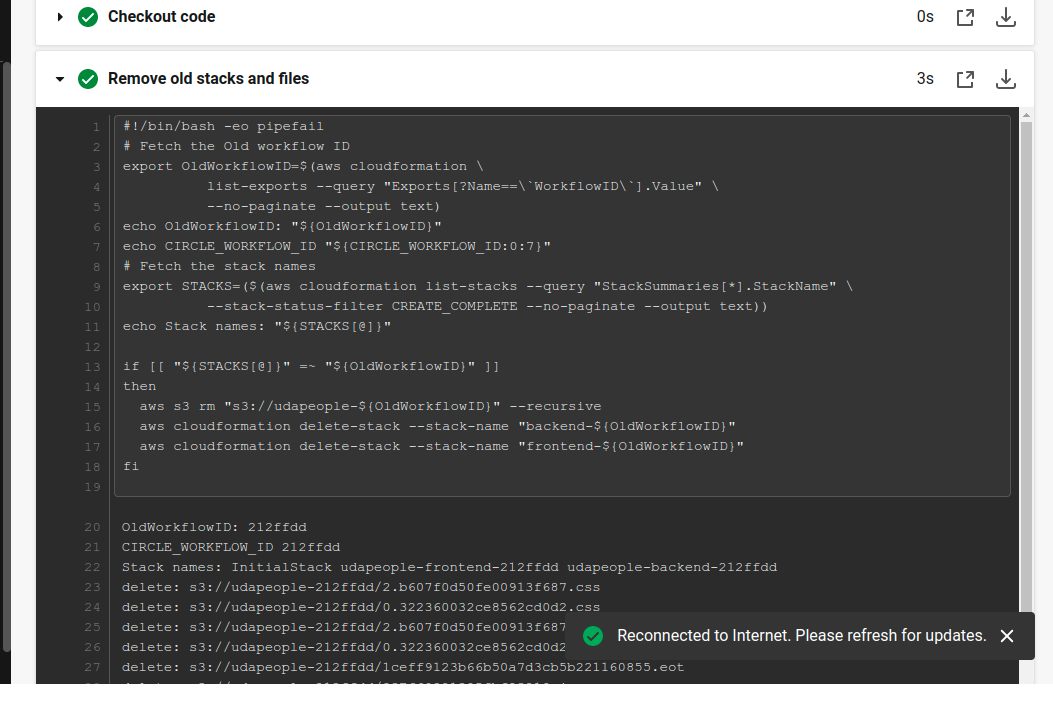 Checkout code 0s
Remove old stacks and files 3s
1 #!/bin/bash -eo pipefail
2 # Fetch the Old workflow ID
3 export OldWorkflowID=$(aws cloudformation \
4 list-exports --query "Exports[?Name==\`WorkflowID\`].Value" \
5 --no-paginate --output text)
6 echo OldWorkflowID: "${OldWorkflowID}"
7 echo CIRCLE_WORKFLOW_ID "${CIRCLE_WORKFLOW_ID:0:7}"
8 # Fetch the stack names
9 export STACKS=($(aws cloudformation list-stacks --query "StackSummaries[*].StackName" \
10 --stack-status-filter CREATE_COMPLETE --no-paginate --output text))
11 echo Stack names: "${STACKS[@]}"
12
13 if [[ "${STACKS[@]}" =~ "${OldWorkflowID}" ]]
14 then
15 aws s3 rm "s3://udapeople-${OldWorkflowID}" --recursive
16 aws cloudformation delete-stack --stack-name "backend-${OldWorkflowID}"
17 aws cloudformation delete-stack --stack-name "frontend-${OldWorkflowID}"
18 fi
19
20 OldWorkflowID: 212ffdd
21 CIRCLE_WORKFLOW_ID 212ffdd
22 Stack names: InitialStack udapeople-frontend-212ffdd udapeople-backend-212ffdd
23 delete: s3://udapeople-212ffdd/2.b607f0d50fe00913f687.css
24 delete: s3://udapeople-212ffdd/0.322360032ce8562cd0d2.css
25 delete: s3://udapeople-212ffdd/2.b607f0d50fe00913f687
26 delete: s3://udapeople-212ffdd/0.322360032ce8562cd0d2
Reconnected to Internet. Please refresh for updates.
27 delete: s3://udapeople-212ffdd/1ceff9123b66b50a7d3cb5b221160855.eot